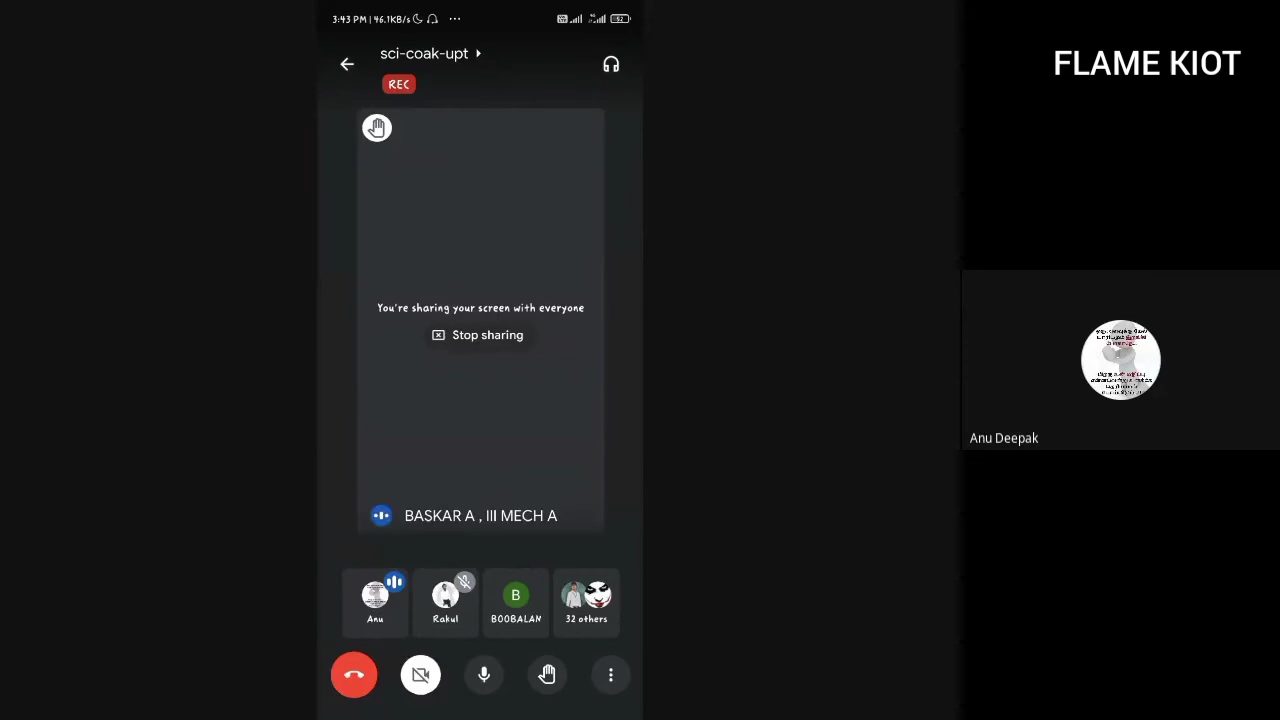 3:43 PM | 46.1KB/s ...
52
FLAME KIOT
sci-coak-upt
REC
You're sharing your screen with everyone
Stop sharing
Anu Deepak
BASKAR A , III MECH A
B
Anu
Rakul
BOOBALAN
32 others